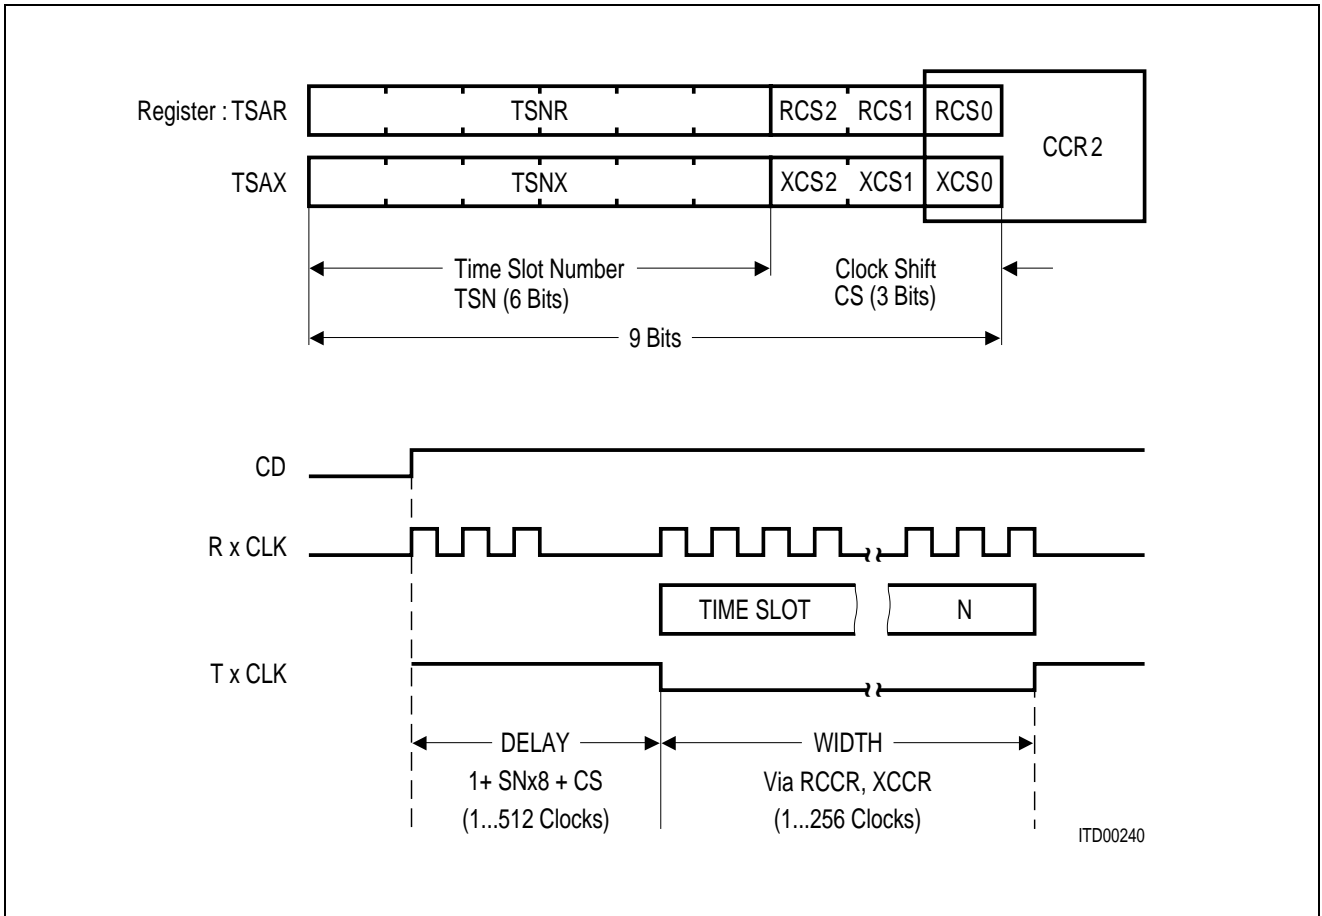 Register : TSAR TSNR RCS2 RCS1 RCS0
CCR2
TSAX TSNX XCS2 XCS1 XCS0
Time Slot Number
TSN (6 Bits)
Clock Shift
CS (3 Bits)
9 Bits
CD
R x CLK
TIME SLOT N
T x CLK
DELAY
1+ SNx8 + CS
(1...512 Clocks)
WIDTH
Via RCCR, XCCR
(1...256 Clocks)
ITD00240